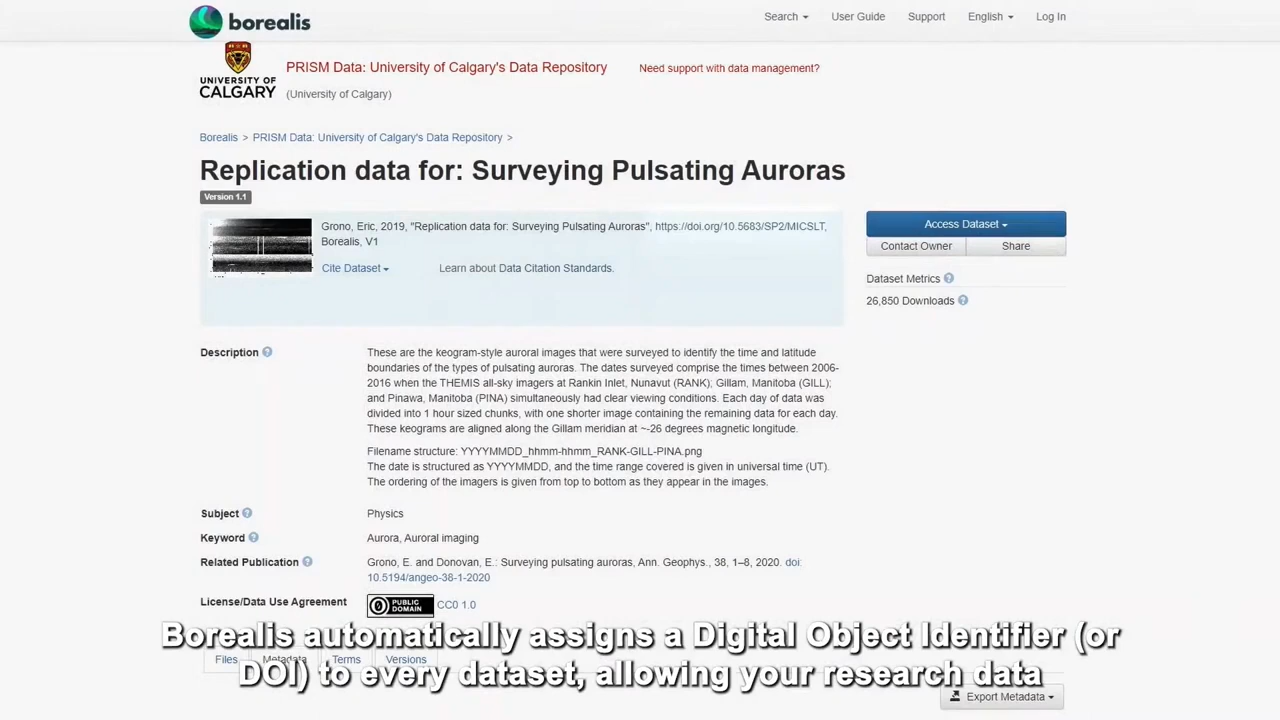 borealis
Search
User Guide
Support
English
Log In
UNIVERSITY OF
CALGARY
PRISM Data: University of Calgary's Data Repository
Need support with data management?
(University of Calgary)
Borealis > PRISM Data: University of Calgary's Data Repository >
Replication data for: Surveying Pulsating Auroras
Version 1.1
Grono, Eric, 2019, "Replication data for: Surveying Pulsating Auroras", https://doi.org/10.5683/SP2/MICSLT,
Borealis, V1
Cite Dataset
Learn about Data Citation Standards.
Access Dataset
Contact Owner
Share
Dataset Metrics
26,850 Downloads
Description
These are the keogram-style auroral images that were surveyed to identify the time and latitude
boundaries of the types of pulsating auroras. The dates surveyed comprise the times between 2006-
2016 when the THEMIS all-sky imagers at Rankin Inlet, Nunavut (RANK); Gillam, Manitoba (GILL);
and Pinawa, Manitoba (PINA) simultaneously had clear viewing conditions. Each day of data was
divided into 1 hour sized chunks, with one shorter image containing the remaining data for each day.
These keograms are aligned along the Gillam meridian at ~-26 degrees magnetic longitude.
Filename structure: YYYYMMDD_hhmm-hhmm_RANK-GILL-PINA.png
The date is structured as YYYYMMDD, and the time range covered is given in universal time (UT).
The ordering of the imagers is given from top to bottom as they appear in the images.
Subject
Physics
Keyword
Aurora, Auroral imaging
Related Publication
Grono, E. and Donovan, E.: Surveying pulsating auroras, Ann. Geophys., 38, 1–8, 2020. doi:
10.5194/angeo-38-1-2020
License/Data Use Agreement
PUBLIC
DOMAIN
CC0 1.0
Borealis automatically assigns a Digital Object Identifier (or
DOI) to every dataset, allowing your research data
Files
Metadata
Terms
Versions
Export Metadata